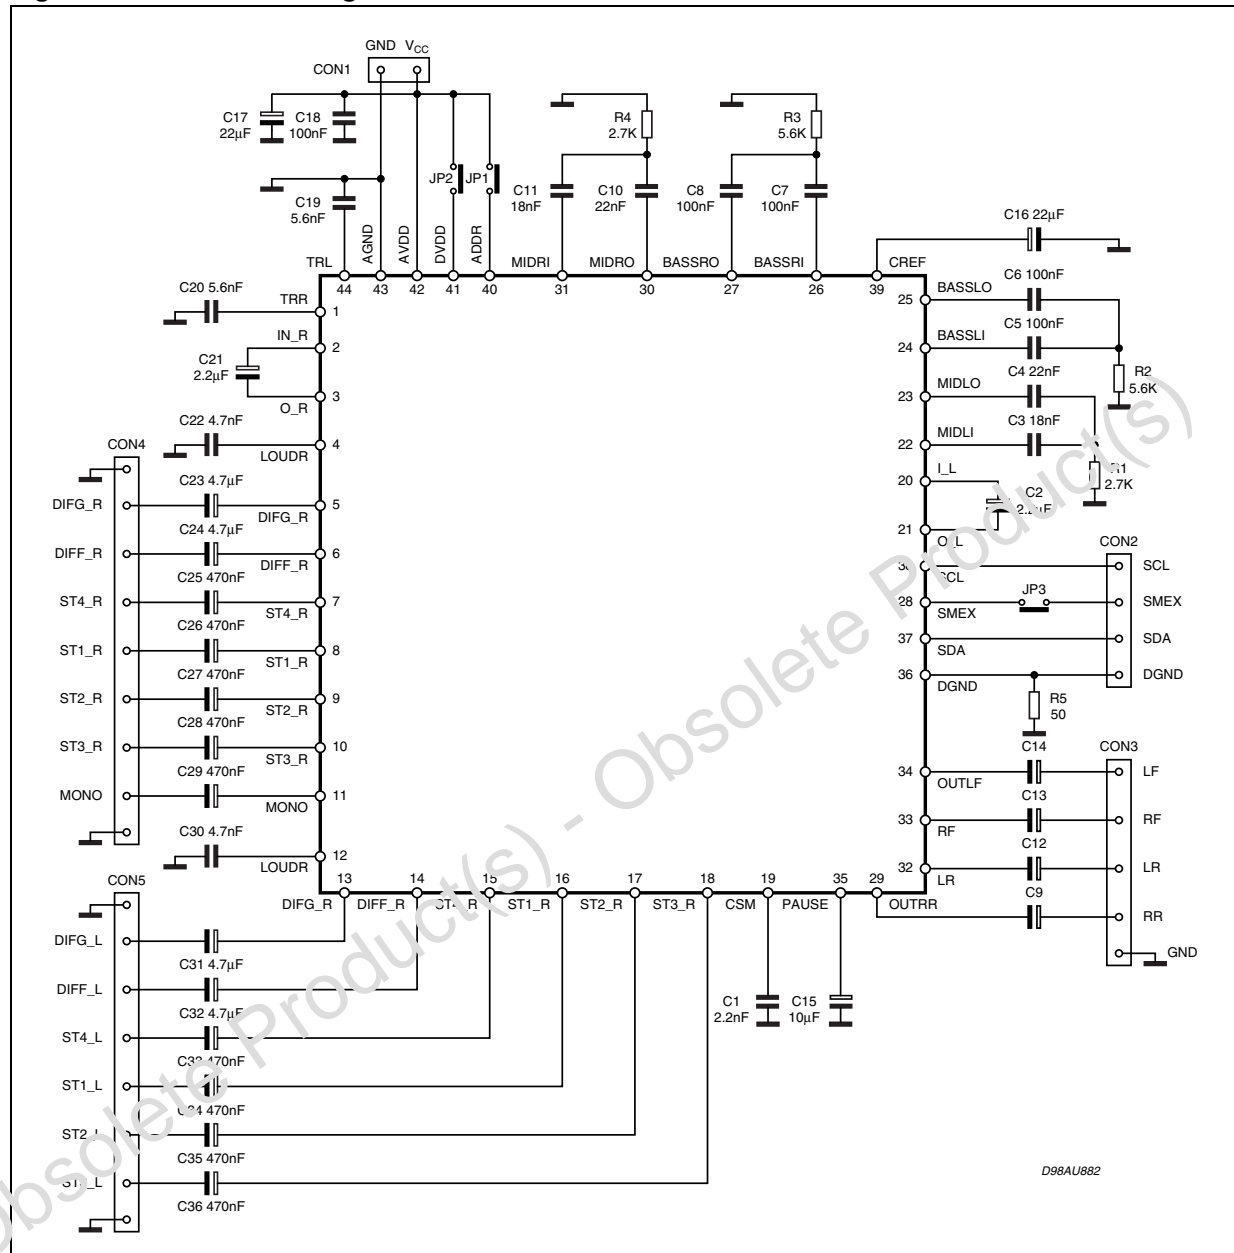 GND VCC
CON1
C17
22µF
C18
100nF
R4
2.7K
R3
5.6K
JP2
JP1
C19
5.6nF
C11
18nF
C10
22nF
C8
100nF
C7
100nF
C16 22µF
TRL
AGND
AVDD
DVDD
ADDR
MIDRI
MIDRO
BASSRO
BASSRI
CREF
44
43
42
41
40
31
30
27
26
39
C20 5.6nF
TRR
1
IN_R
2
C21
2.2µF
3
O_R
C22 4.7nF
4
LOUDR
CON4
C23 4.7µF
DIFG_R
5
DIFG_R
C24 4.7µF
DIFF_R
6
DIFF_R
C25 470nF
ST4_R
7
ST4_R
C26 470nF
ST1_R
8
ST1_R
C27 470nF
ST2_R
9
ST2_R
C28 470nF
ST3_R
10
ST3_R
C29 470nF
MONO
11
MONO
C30 4.7nF
12
LOUDR
25
BASSLO
C6 100nF
C5 100nF
24
BASSLI
C4 22nF
R2
5.6K
23
MIDLO
C3 18nF
22
MIDLI
2.7K
20
I_L
C2
21
CON2
SCL
28
SMEX
JP3
SMEX
37
SDA
SDA
36
DGND
DGND
R5
50
C14
CON3
34
OUTLF
LF
C13
33
RF
RF
C12
32
LR
LR
C9
RR
GND
13
14
15
16
17
18
19
35
29
DIFG_R
DIFF_R
ST1_R
ST2_R
ST3_R
CSM
PAUSE
OUTRR
CON5
DIFG_L
C31 4.7µF
DIFF_L
C32 4.7µF
ST4_L
ST1_L
C35 470nF
C36 470nF
C1
2.2nF
C15
10µF
D98AU882
Obsolete Product(s) - Obsolete Product(s)